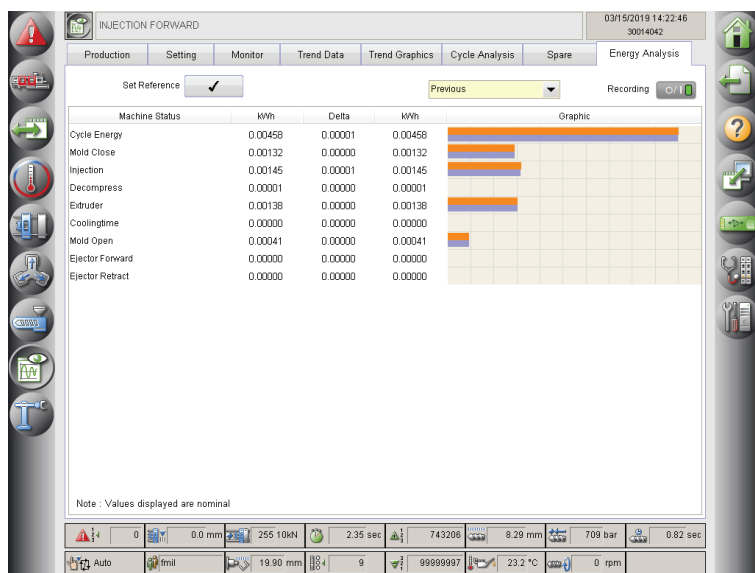 INJECTION FORWARD
03/15/2019 14:22:46
30014042
Production Setting Monitor Trend Data Trend Graphics Cycle Analysis Spare Energy Analysis
Set Reference Previous Recording O/I
Machine Status kWh Delta kWh Graphic
Cycle Energy 0.00458 0.00001 0.00458
Mold Close 0.00132 0.00000 0.00132
Injection 0.00145 0.00001 0.00145
Decompress 0.00001 0.00000 0.00001
Extruder 0.00138 0.00000 0.00138
Coolingtime 0.00000 0.00000 0.00000
Mold Open 0.00041 0.00000 0.00041
Ejector Forward 0.00000 0.00000 0.00000
Ejector Retract 0.00000 0.00000 0.00000
Note : Values displayed are nominal
0 0.0 mm 255 10kN 2.35 sec 743206 8.29 mm 709 bar 0.82 sec
Auto fmil 19.90 mm 9 99999997 23.2 °C 0 rpm